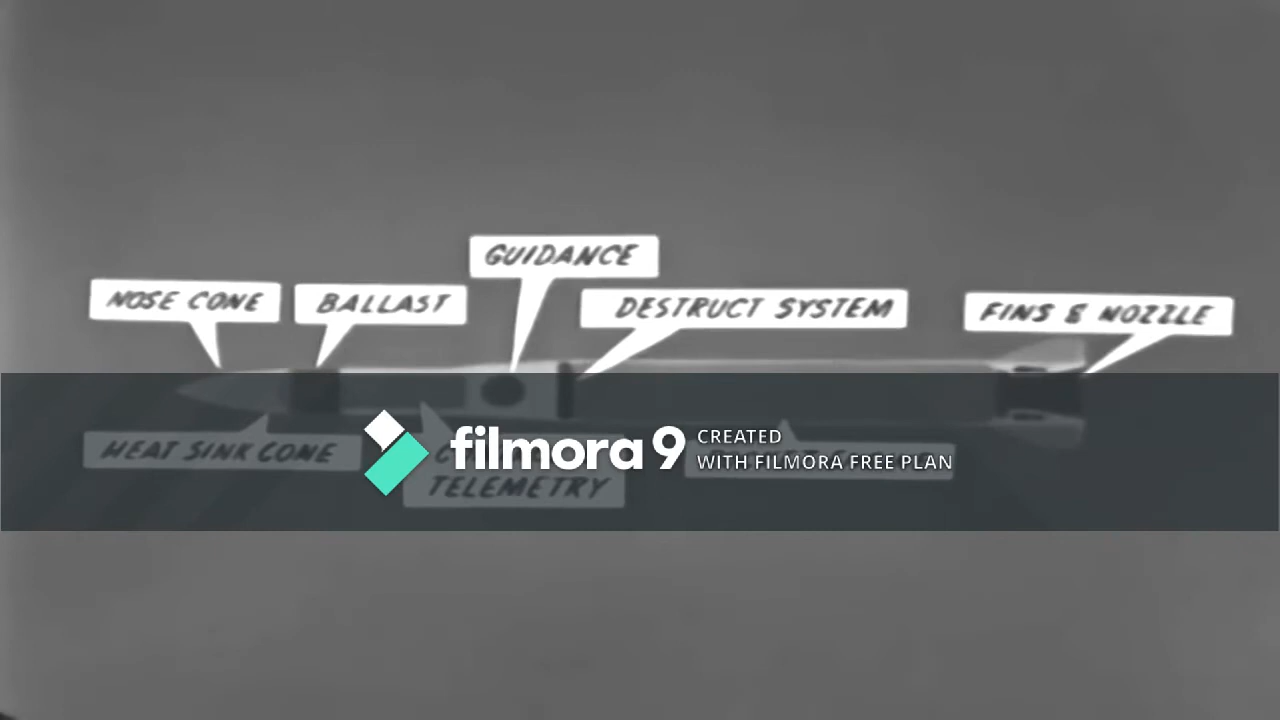 GUIDANCE
NOSE CONE
BALLAST
DESTRUCT SYSTEM
FINS & NOZZLE
HEAT SINK CONE
TELEMETRY
filmora 9
CREATED
WITH FILMORA FREE PLAN